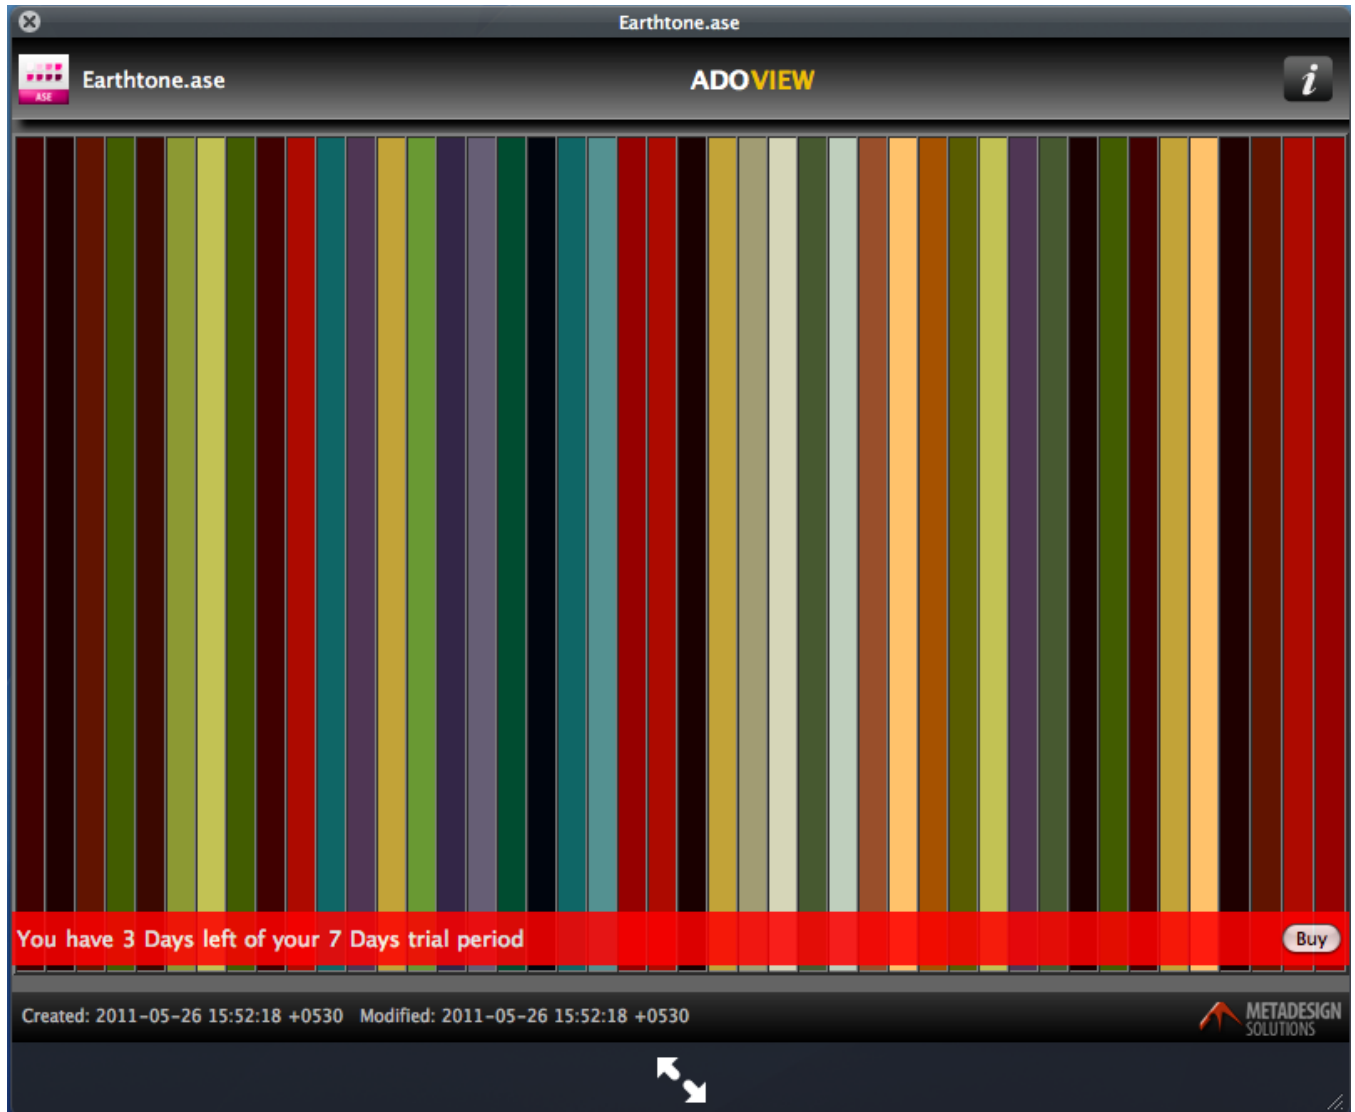 Earthtone.ase
ASE
Earthtone.ase
ADOVIEW
i
You have 3 Days left of your 7 Days trial period
Buy
Created: 2011-05-26 15:52:18 +0530 Modified: 2011-05-26 15:52:18 +0530
METADESIGN
SOLUTIONS